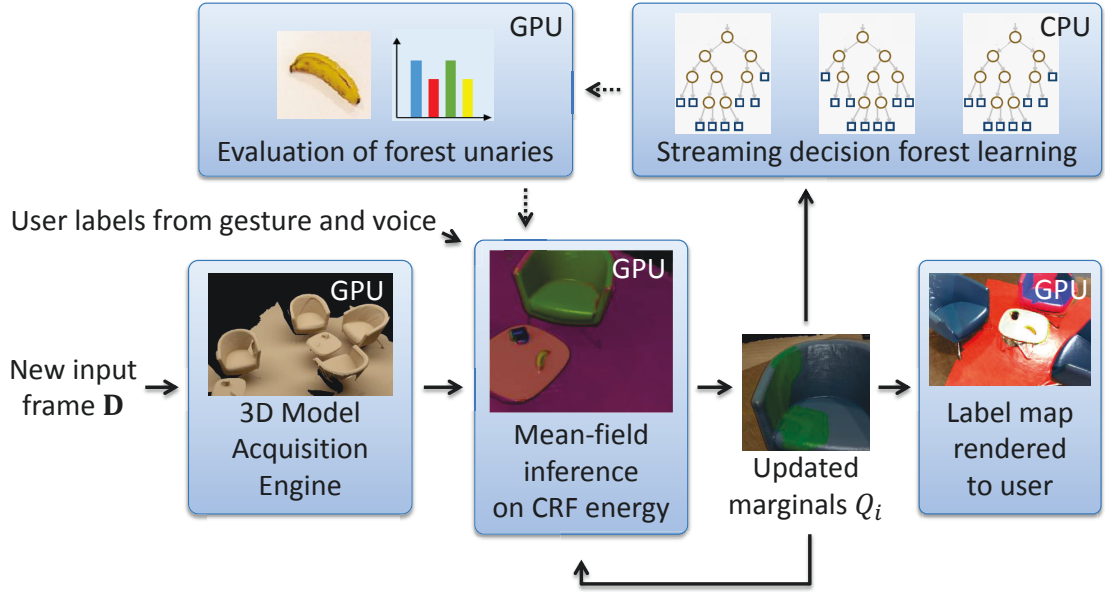 GPU
Evaluation of forest unaries
CPU
Streaming decision forest learning
User labels from gesture and voice
New input
frame D
GPU
3D Model
Acquisition
Engine
GPU
Mean-field
inference
on CRF energy
Updated
marginals Q_i
GPU
Label map
rendered
to user